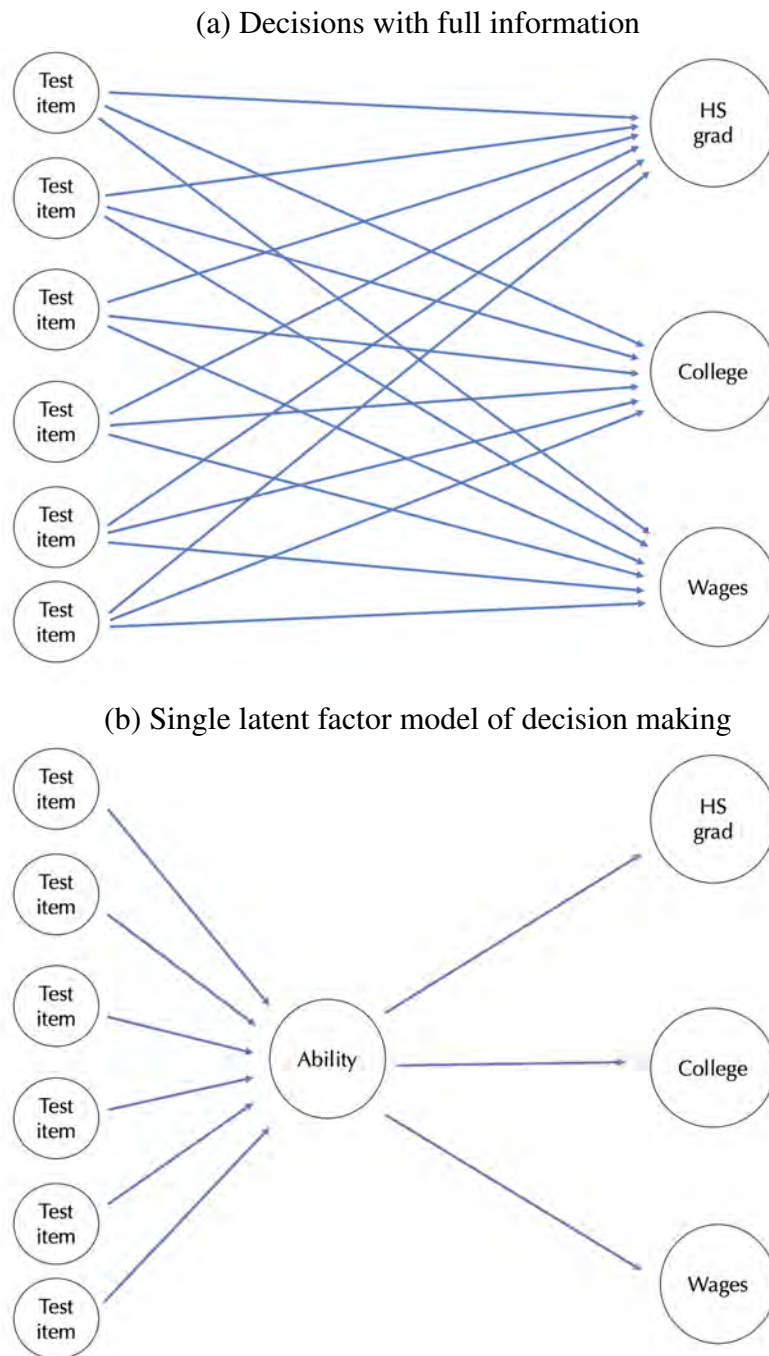 (a) Decisions with full information
Test
item
HS
grad
Test
item
Test
item
College
Test
item
Test
item
Wages
Test
item
(b) Single latent factor model of decision making
Test
item
HS
grad
Test
item
Test
item
Ability
College
Test
item
Test
item
Wages
Test
item